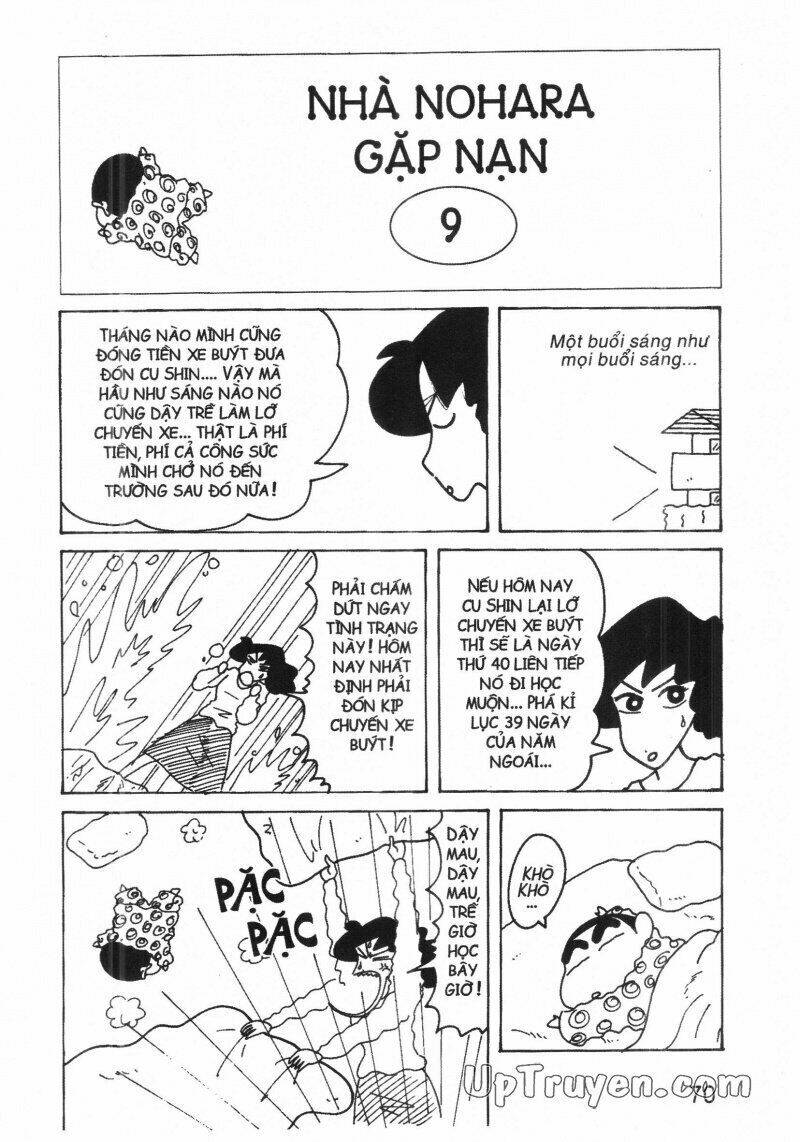 NHÀ NOHARA
GẶP NẠN
9
Một buổi sáng như
mọi buổi sáng...
THÁNG NÀO MÌNH CŨNG
ĐÓNG TIỀN XE BUÝT ĐƯA
ĐÓN CU SHIN.... VẬY MÀ
HẦU NHƯ SÁNG NÀO NÓ
CŨNG DẬY TRỄ LÀM LỠ
CHUYẾN XE... THẬT LÀ PHÍ
TIỀN, PHÍ CẢ CÔNG SỨC
MÌNH CHỞ NÓ ĐẾN
TRƯỜNG SAU ĐÓ NỮA!
NẾU HÔM NAY
CU SHIN LẠI LỠ
CHUYẾN XE BUÝT
THÌ SẼ LÀ NGÀY
THỨ 40 LIÊN TIẾP
NÓ ĐI HỌC
MUỘN... PHÁ KỈ
LỤC 39 NGÀY
CỦA NĂM
NGOÁI...
PHẢI CHẤM
DỨT NGAY
TÌNH TRẠNG
NÀY! HÔM
NAY NHẤT
ĐỊNH PHẢI
ĐÓN KỊP
CHUYẾN XE
BUÝT!
KHÒ
KHÔ
...
DẬY
MAU,
DẬY
MAU,
TRỄ
GIỜ
HỌC
BÂY
GIỜ!
PẶC
PẶC
UpTruyen.com